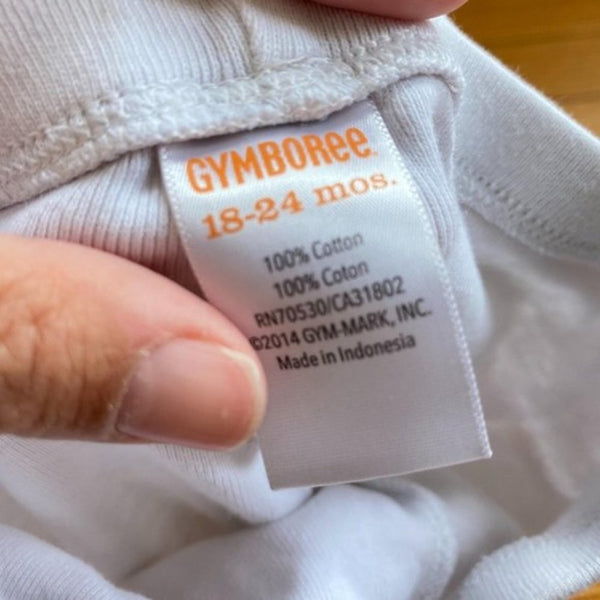 GYMBOREE
18-24 mos.
100% Cotton
100% Coton
RN70530/CA31802
©2014 GYM-MARK, INC.
Made in Indonesia